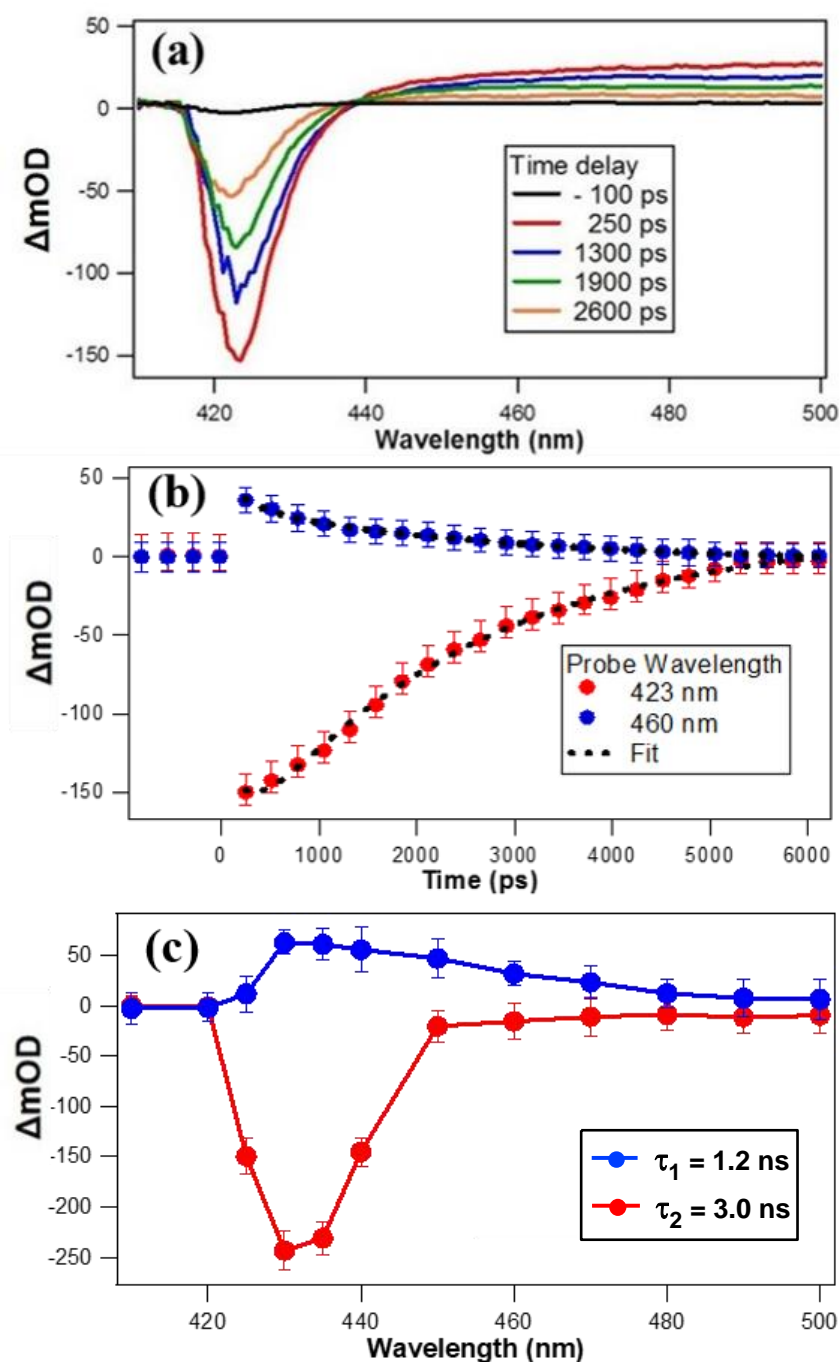 (a)
50
0
-50
-100
-150
ΔmOD
Time delay
- 100 ps
250 ps
1300 ps
1900 ps
2600 ps
420
440
460
480
500
Wavelength (nm)
(b)
50
0
-50
-100
-150
ΔmOD
Probe Wavelength
423 nm
460 nm
Fit
0
1000
2000
3000
4000
5000
6000
Time (ps)
(c)
50
0
-50
-100
-150
-200
-250
ΔmOD
τ1 = 1.2 ns
τ2 = 3.0 ns
420
440
460
480
500
Wavelength (nm)